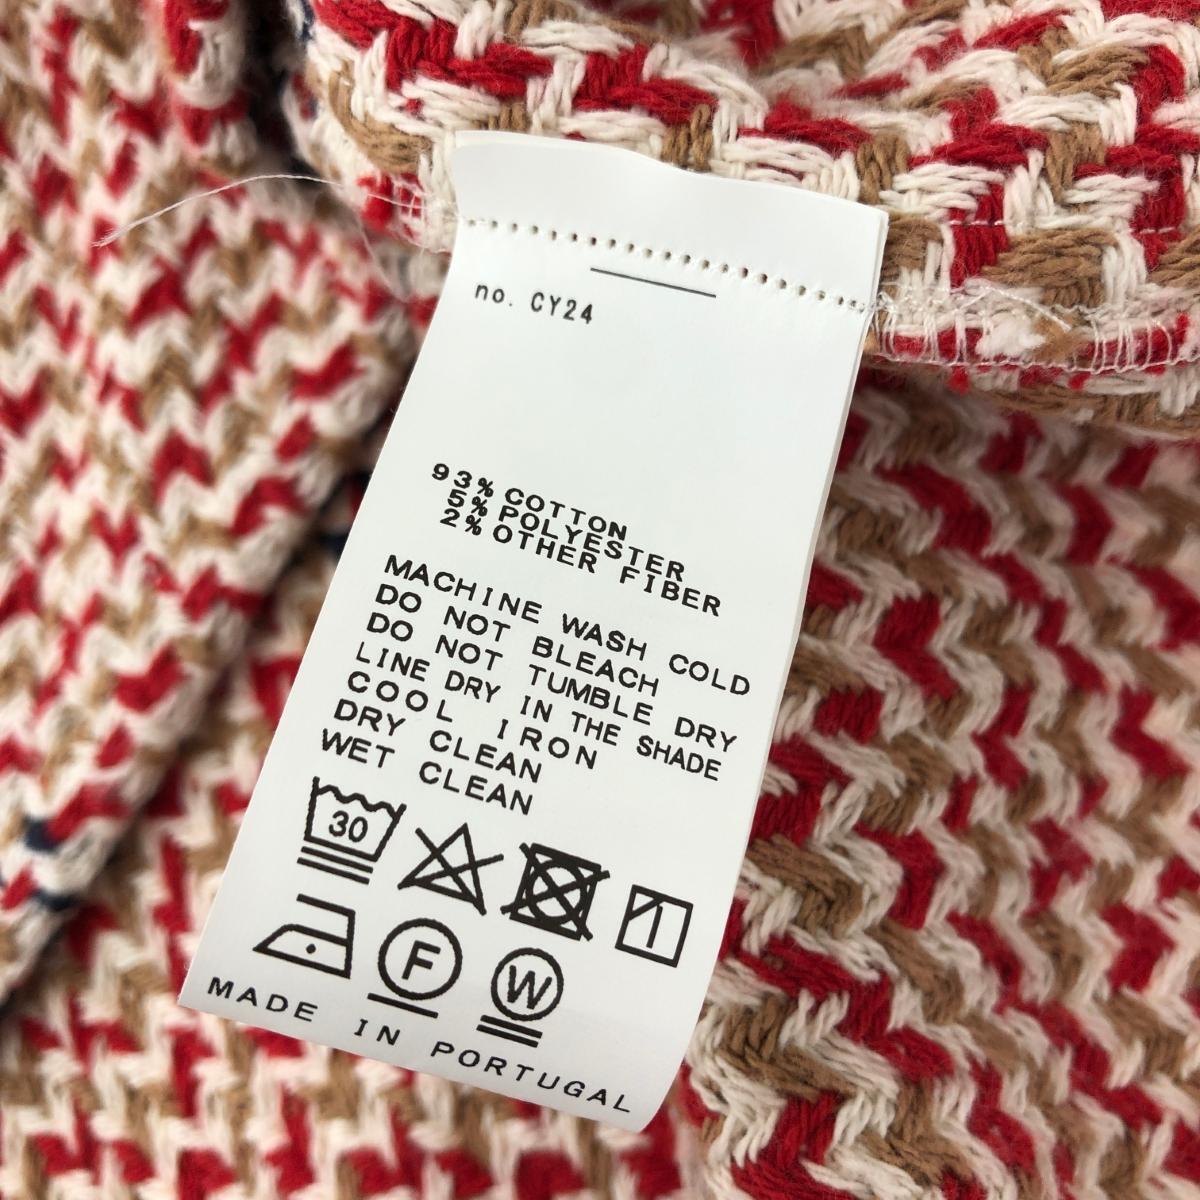 no. CY24
93% COTTON
5% POLYESTER
2% OTHER FIBER
MACHINE WASH COLD
DO NOT BLEACH
DO NOT TUMBLE DRY
LINE DRY IN THE SHADE
COOL IRON
DRY CLEAN
WET CLEAN
30
F W
MADE IN PORTUGAL